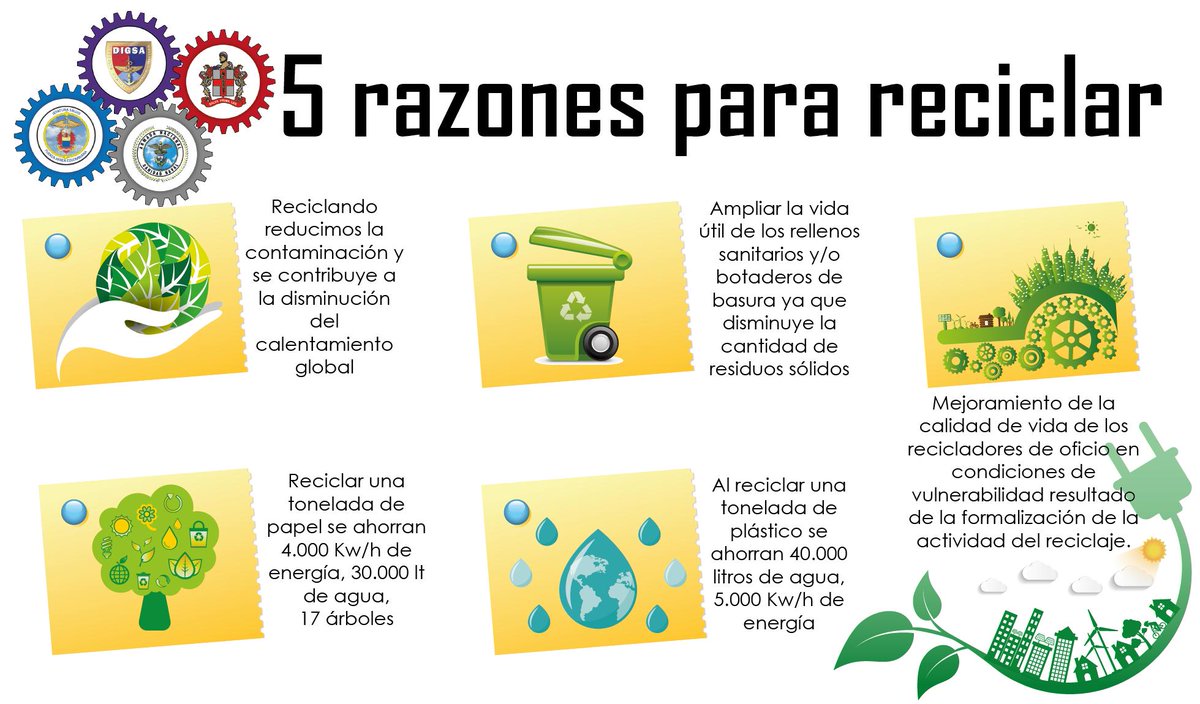 DIGSA
ARMADA NACIONAL
SANIDAD NAVAL
5 razones para reciclar
Reciclando
reducimos la
contaminación y
se contribuye a
la disminución
del
calentamiento
global
Ampliar la vida
útil de los rellenos
sanitarios y/o
botaderos de
basura ya que
disminuye la
cantidad de
residuos sólidos
Mejoramiento de la
calidad de vida de los
recicladores de oficio en
condiciones de
vulnerabilidad resultado
de la formalización de la
actividad del reciclaje.
Reciclar una
tonelada de
papel se ahorran
4.000 Kw/h de
energía, 30.000 lt
de agua,
17 árboles
Al reciclar una
tonelada de
plástico se
ahorran 40.000
litros de agua,
5.000 Kw/h de
energía